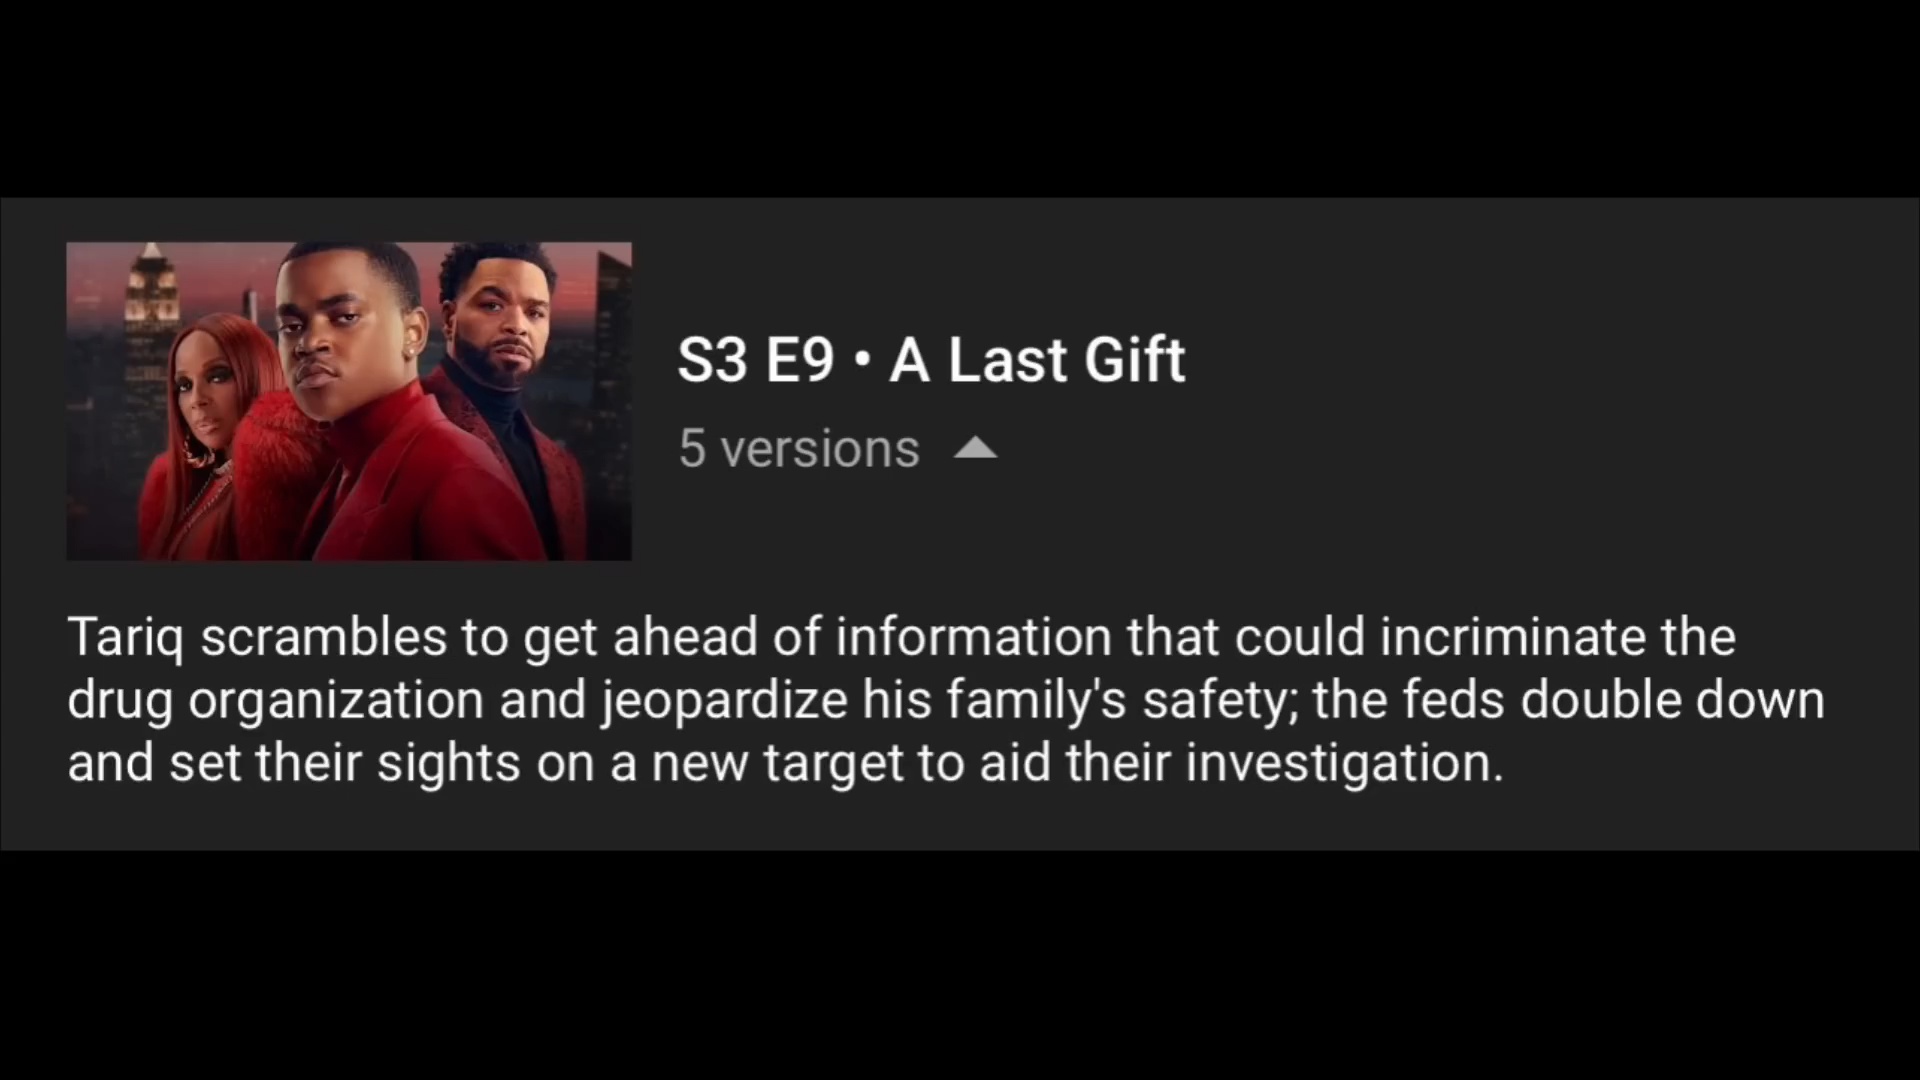 S3 E9 • A Last Gift
5 versions
Tariq scrambles to get ahead of information that could incriminate the
drug organization and jeopardize his family's safety; the feds double down
and set their sights on a new target to aid their investigation.